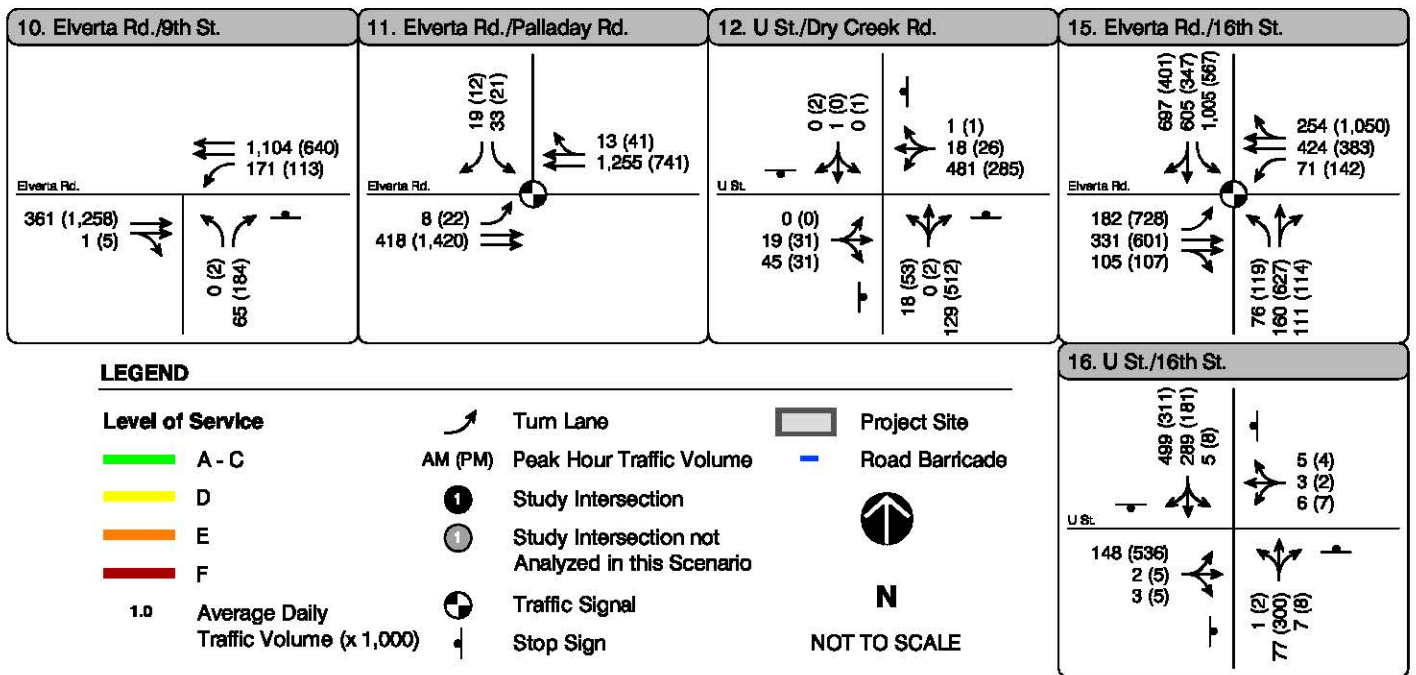 10. Elverta Rd./9th St.
1,104 (640)
171 (113)
Elverta Rd.
361 (1,258)
1 (5)
0 (2)
65 (184)
11. Elverta Rd./Palladay Rd.
19 (12)
33 (21)
13 (41)
1,255 (741)
Elverta Rd.
8 (22)
418 (1,420)
12. U St./Dry Creek Rd.
0 (2)
1 (0)
0 (1)
1 (1)
18 (26)
481 (285)
U St.
0 (0)
19 (31)
45 (31)
18 (53)
0 (2)
129 (512)
15. Elverta Rd./16th St.
697 (401)
605 (347)
1,005 (567)
254 (1,050)
424 (383)
71 (142)
Elverta Rd.
182 (728)
331 (601)
105 (107)
76 (119)
160 (627)
111 (114)
16. U St./16th St.
499 (311)
289 (181)
5 (8)
5 (4)
3 (2)
6 (7)
U St.
148 (536)
2 (5)
3 (5)
1 (2)
77 (300)
7 (8)
LEGEND
Level of Service
A - C
D
E
F
1.0 Average Daily
Traffic Volume (x 1,000)
Turn Lane
AM (PM) Peak Hour Traffic Volume
1 Study Intersection
1 Study Intersection not
Analyzed in this Scenario
Traffic Signal
Stop Sign
Project Site
Road Barricade
N
NOT TO SCALE